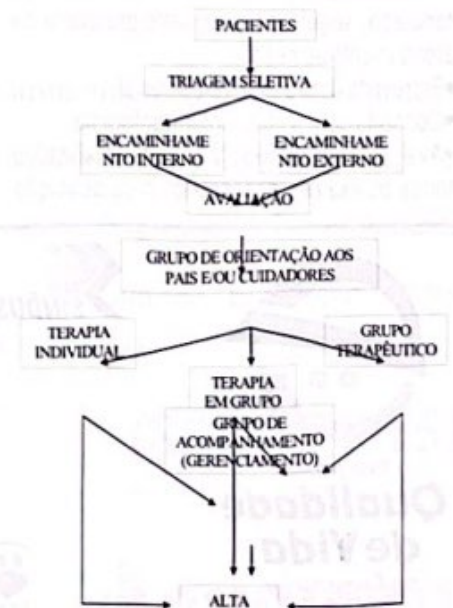 PACIENTES
TRIAGEM SELETIVA
ENCAMINHAME
NTO INTERNO
ENCAMINHAME
NTO EXTERNO
AVALIAÇÃO
GRUPO DE ORIENTAÇÃO AOS
PAIS E/OU CUIDADORES
TERAPIA
INDIVIDUAL
GRUPO
TERAPÊUTICO
TERAPIA
EM GRUPO
GRUPO DE
ACOMPANHAMENTO
(GERENCIAMENTO)
Qualidade
de Vida
ALTA